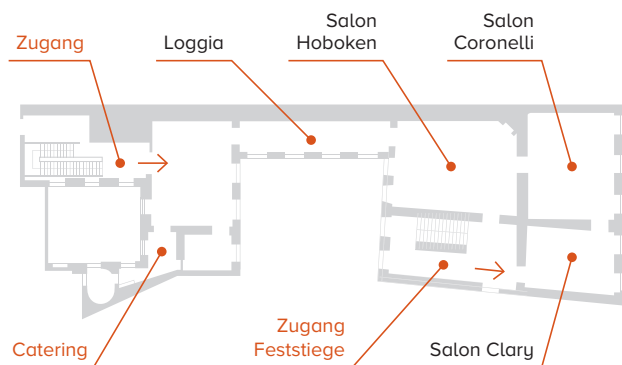 Zugang
Loggia
Salon
Hoboken
Salon
Coronelli
Catering
Zugang
Feststiege
Salon Clary